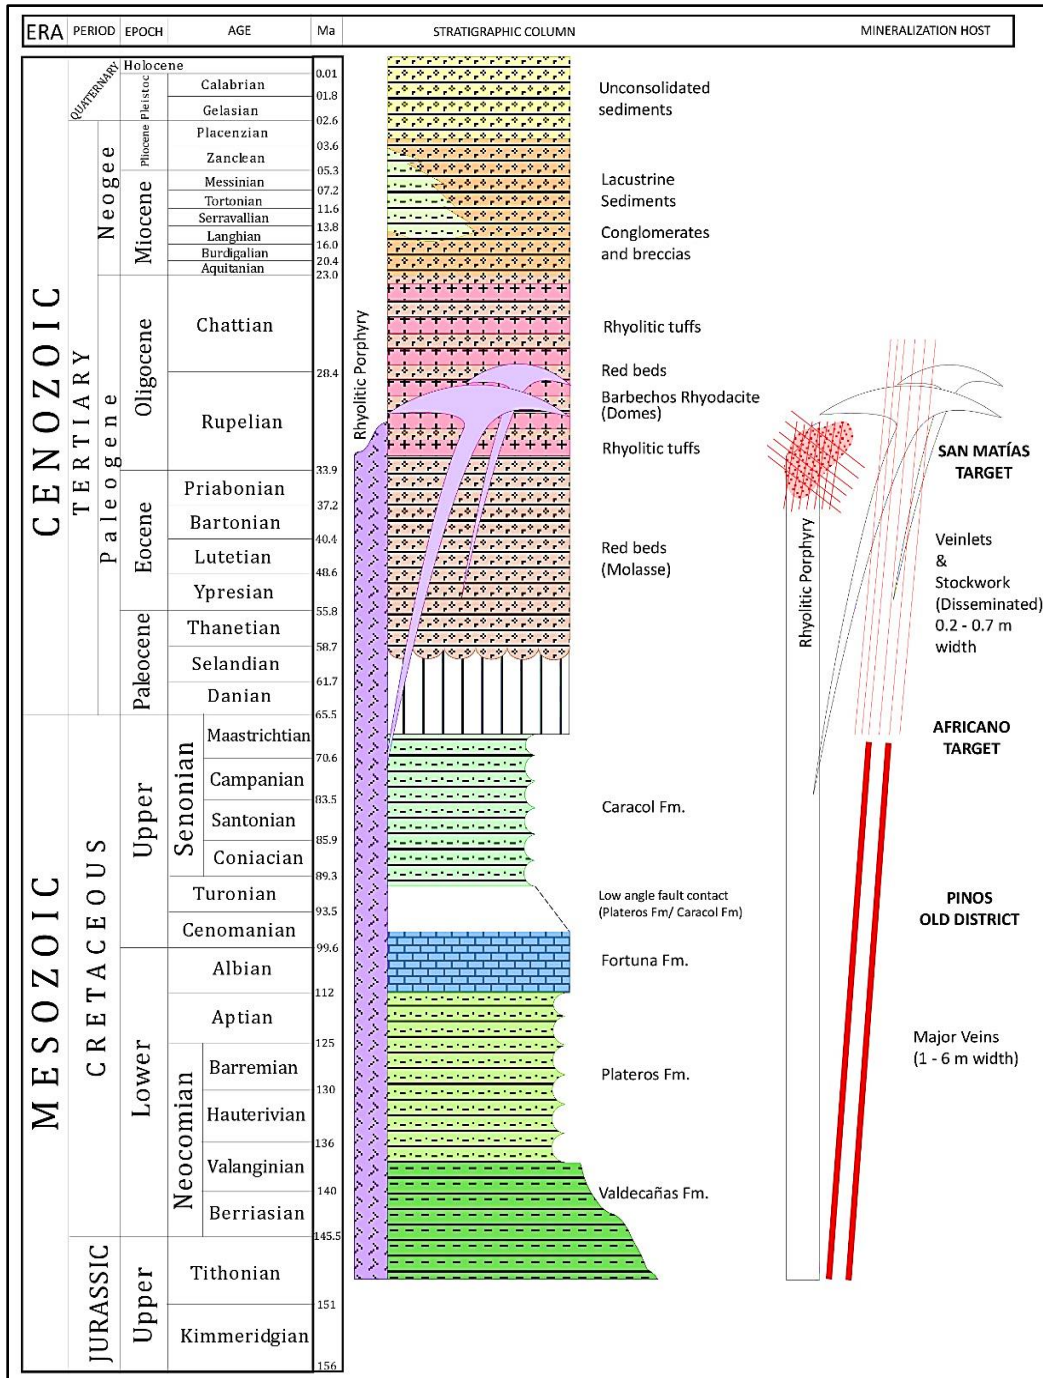 ERA PERIOD EPOCH AGE Ma STRATIGRAPHIC COLUMN MINERALIZATION HOST
CENOZOIC
TERTIARY
QUATERNARY
Neogee
Paleogene
Holocene
Pleistoc
Pliocene
Miocene
Oligocene
Eocene
Paleocene
Calabrian
Gelasian
Placenzian
Zanclean
Messinian
Tortonian
Serravallian
Langhian
Burdigalian
Aquitanian
Chattian
Rupelian
Priabonian
Bartonian
Lutetian
Ypresian
Thanetian
Selandian
Danian
MESOZOIC
CRETACEOUS
JURASSIC
Upper
Lower
Upper
Senonian
Neocomian
Maastrichtian
Campanian
Santonian
Coniacian
Turonian
Cenomanian
Albian
Aptian
Barremian
Hauterivian
Valanginian
Berriasian
Tithonian
Kimmeridgian
0.01
01.8
02.6
03.6
05.3
07.2
11.6
13.8
16.0
20.4
23.0
28.4
33.9
37.2
40.4
48.6
55.8
58.7
61.7
65.5
70.6
83.5
85.9
89.3
93.5
99.6
112
125
130
136
140
145.5
151
156
Rhyolitic Porphyry
Unconsolidated
sediments
Lacustrine
Sediments
Conglomerates
and breccias
Rhyolitic tuffs
Red beds
Barbechos Rhyodacite
(Domes)
Rhyolitic tuffs
Red beds
(Molasse)
Caracol Fm.
Low angle fault contact
(Plateros Fm/ Caracol Fm)
Fortuna Fm.
Plateros Fm.
Valdecañas Fm.
Rhyolitic Porphyry
SAN MATÍAS
TARGET
Veinlets
&
Stockwork
(Disseminated)
0.2 - 0.7 m
width
AFRICANO
TARGET
PINOS
OLD DISTRICT
Major Veins
(1 - 6 m width)